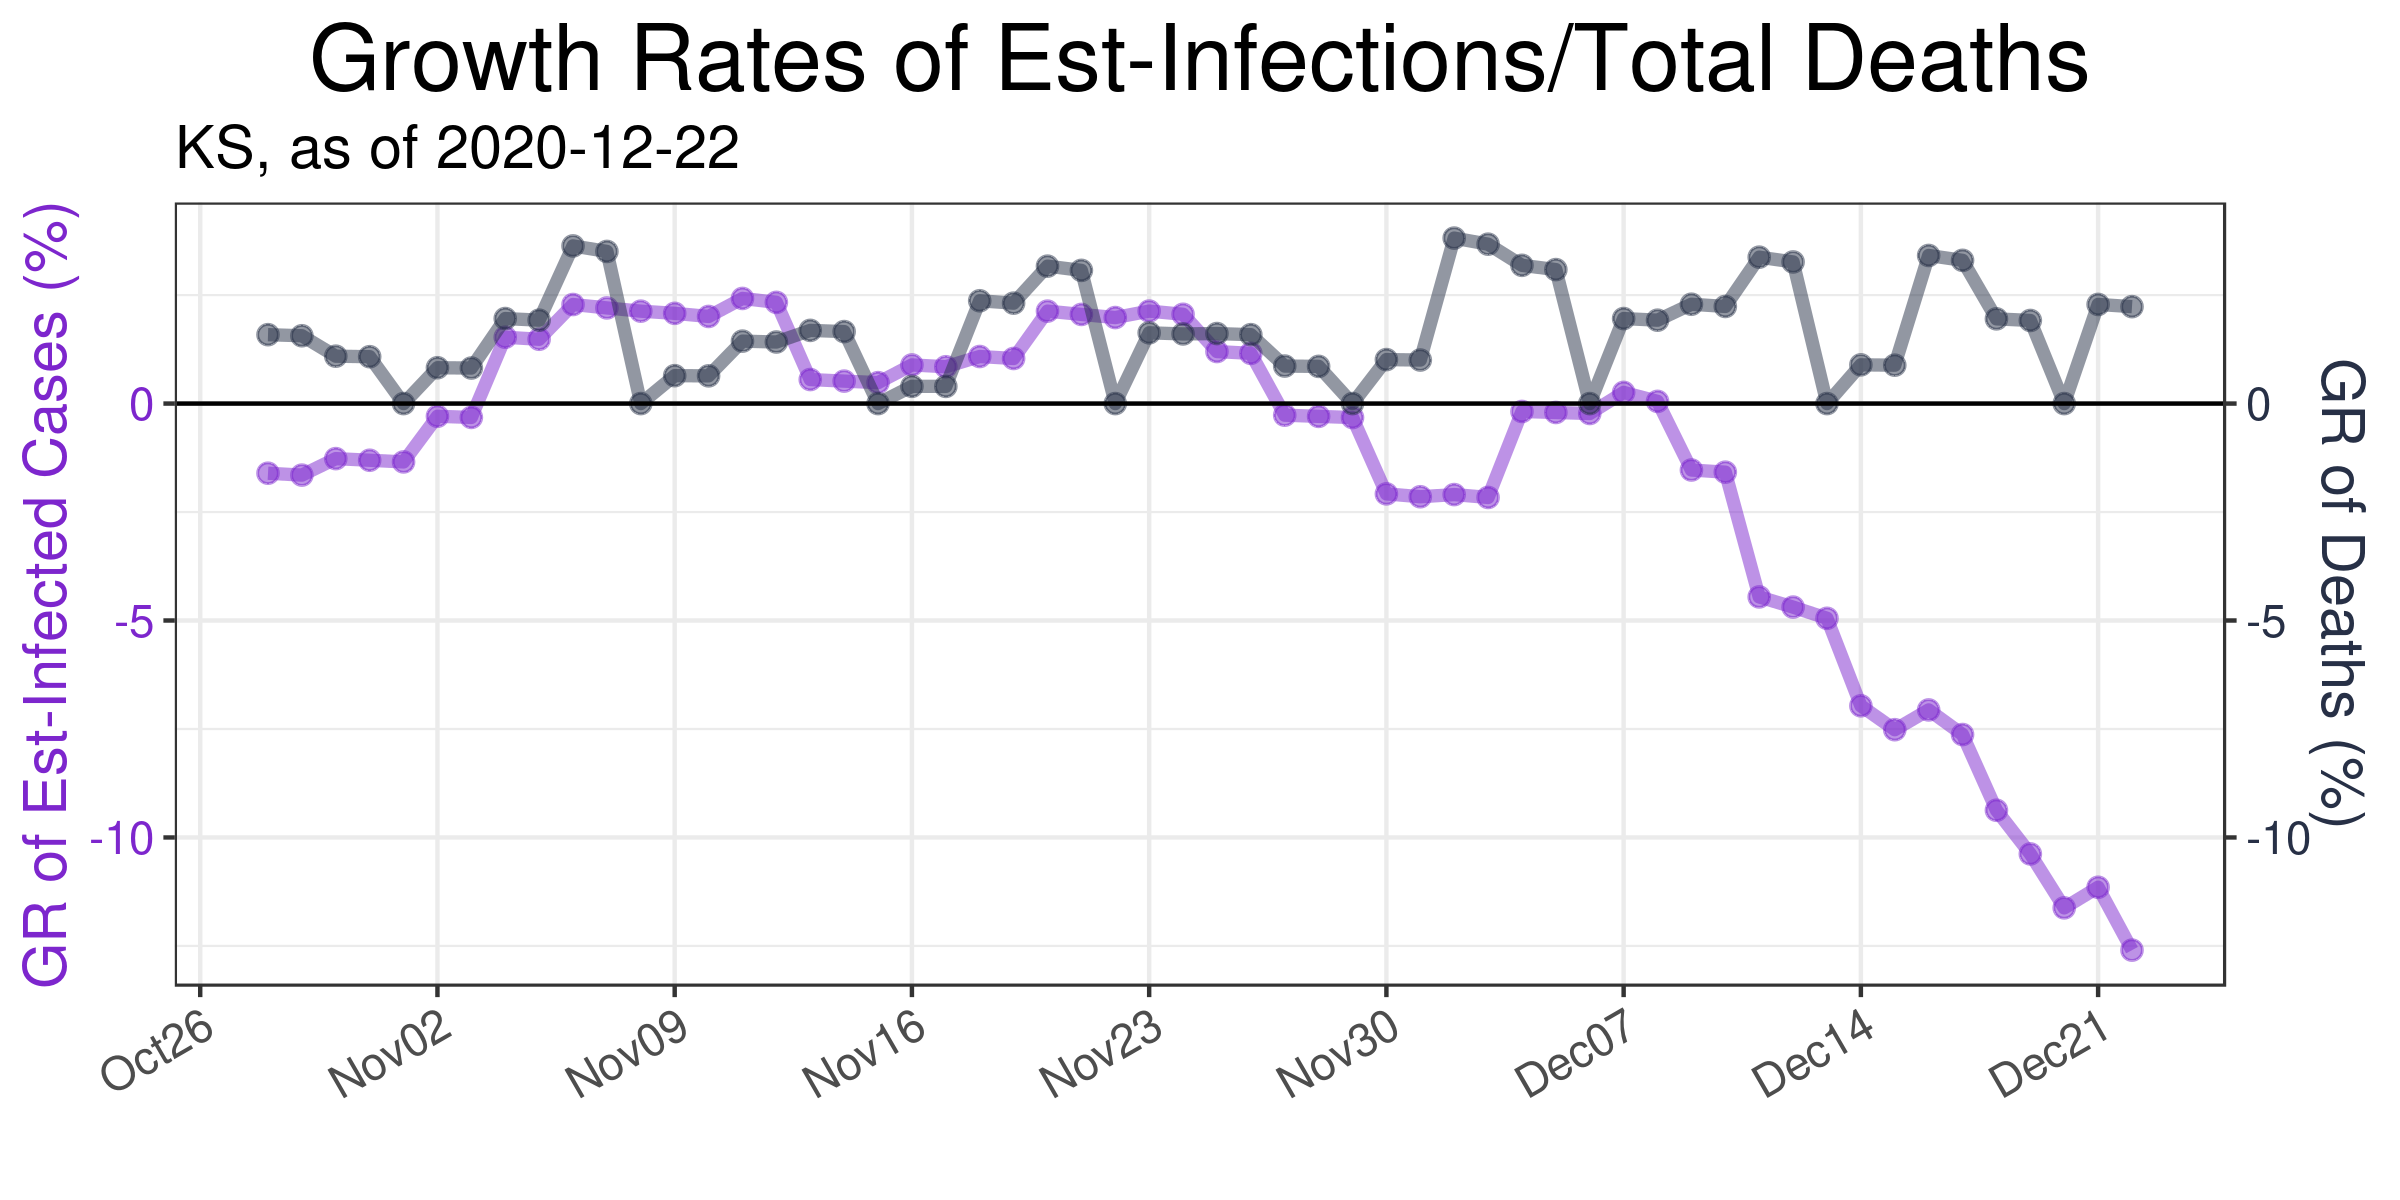 Growth Rates of Est-Infections/Total Deaths
KS, as of 2020-12-22
GR of Est-Infected Cases (%)
0
-5
-10
0
-5
-10
GR of Deaths (%)
Oct26
Nov02
Nov09
Nov16
Nov23
Nov30
Dec07
Dec14
Dec21